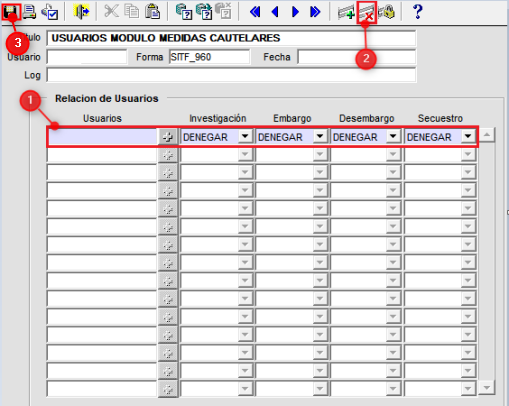 ?
3
2
Título USUARIOS MODULO MEDIDAS CAUTELARES
Usuario Forma SITF_960 Fecha
Log
1
Relacion de Usuarios
Usuarios Investigación Embargo Desembargo Secuestro
DENEGAR DENEGAR DENEGAR DENEGAR